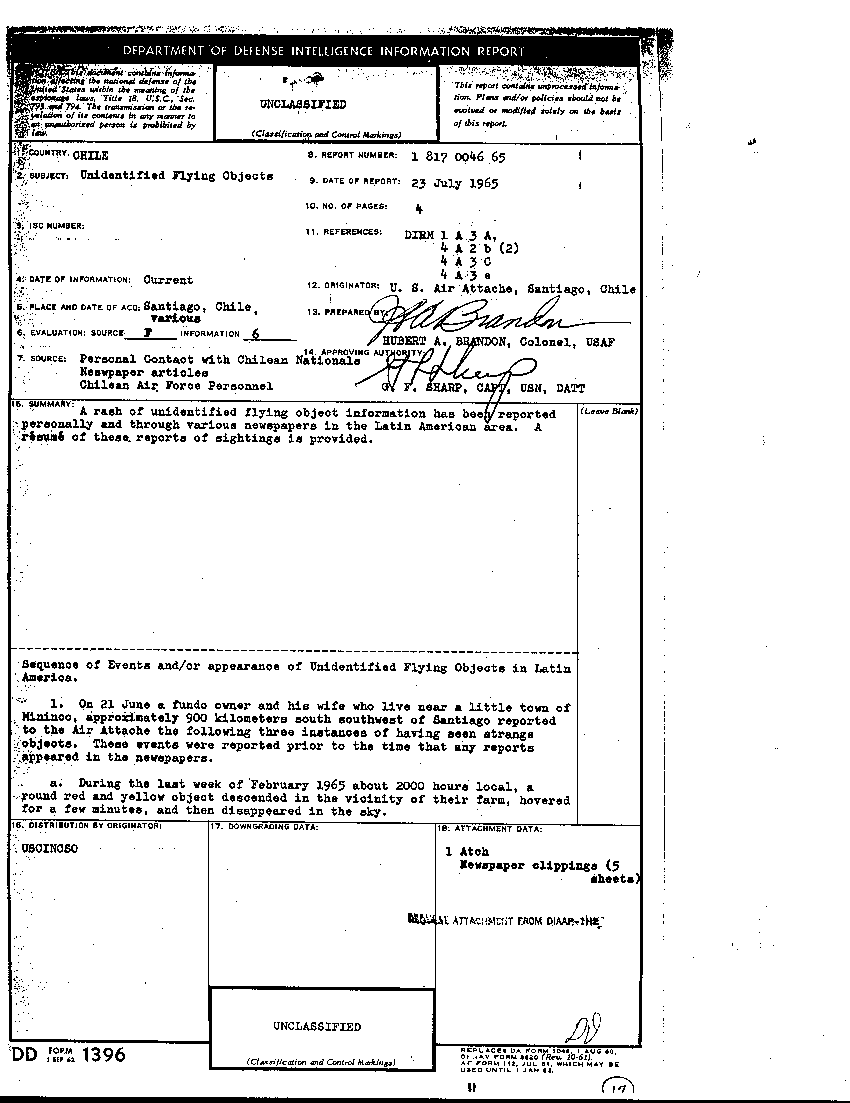 DEPARTMENT OF DEFENSE INTELLIGENCE INFORMATION REPORT
this document contains informa-
tion affecting the national defense of the
United States within the meaning of the
espionage laws, Title 18, U.S.C., Sec.
793 and 794. The transmission or the re-
velation of its contents in any manner to
an unauthorized person is prohibited by
law.
UNCLASSIFIED
(Classification and Control Markings)
This report contains unprocessed informa-
tion. Plans and/or policies should not be
evolved or modified solely on the basis
of this report.
1. COUNTRY: CHILE
8. REPORT NUMBER: 1 817 0046 65
2. SUBJECT: Unidentified Flying Objects
9. DATE OF REPORT: 23 July 1965
10. NO. OF PAGES: 4
3. ISC NUMBER:
11. REFERENCES: DIRM 1 A 3 A,
4 A 2 b (2)
4 A 3 C
4 A 3 e
4. DATE OF INFORMATION: Current
12. ORIGINATOR: U. S. Air Attache, Santiago, Chile
5. PLACE AND DATE OF ACQ: Santiago, Chile,
various
13. PREPARED BY:
HABrandon
6. EVALUATION: SOURCE F INFORMATION 6
HUBERT A. BRANDON, Colonel, USAF
7. SOURCE: Personal Contact with Chilean Nationals
Newspaper articles
Chilean Air Force Personnel
14. APPROVING AUTHORITY:
G. F. SHARP, CAPT, USN, DATT
15. SUMMARY:
(Leave Blank)
A rash of unidentified flying object information has been reported
personally and through various newspapers in the Latin American area. A
résumé of these reports of sightings is provided.
Sequence of Events and/or appearance of Unidentified Flying Objects in Latin
America.
1. On 21 June a fundo owner and his wife who live near a little town of
Mininco, approximately 900 kilometers south southwest of Santiago reported
to the Air Attache the following three instances of having seen strange
objects. These events were reported prior to the time that any reports
appeared in the newspapers.
a. During the last week of February 1965 about 2000 hours local, a
round red and yellow object descended in the vicinity of their farm, hovered
for a few minutes, and then disappeared in the sky.
16. DISTRIBUTION BY ORIGINATOR:
USCINCSO
17. DOWNGRADING DATA:
18. ATTACHMENT DATA:
1 Atch
Newspaper clippings (5
sheets)
ATTACHMENT FROM DIAAP-1H2
UNCLASSIFIED
(Classification and Control Markings)
DD FORM 1 SEP 62 1396
REPLACES DA FORM 1048, 1 AUG 60,
OPNAV FORM 3820 (Rev. 10-61),
AF FORM 112, JUL 61, WHICH MAY BE
USED UNTIL 1 JAN 63.